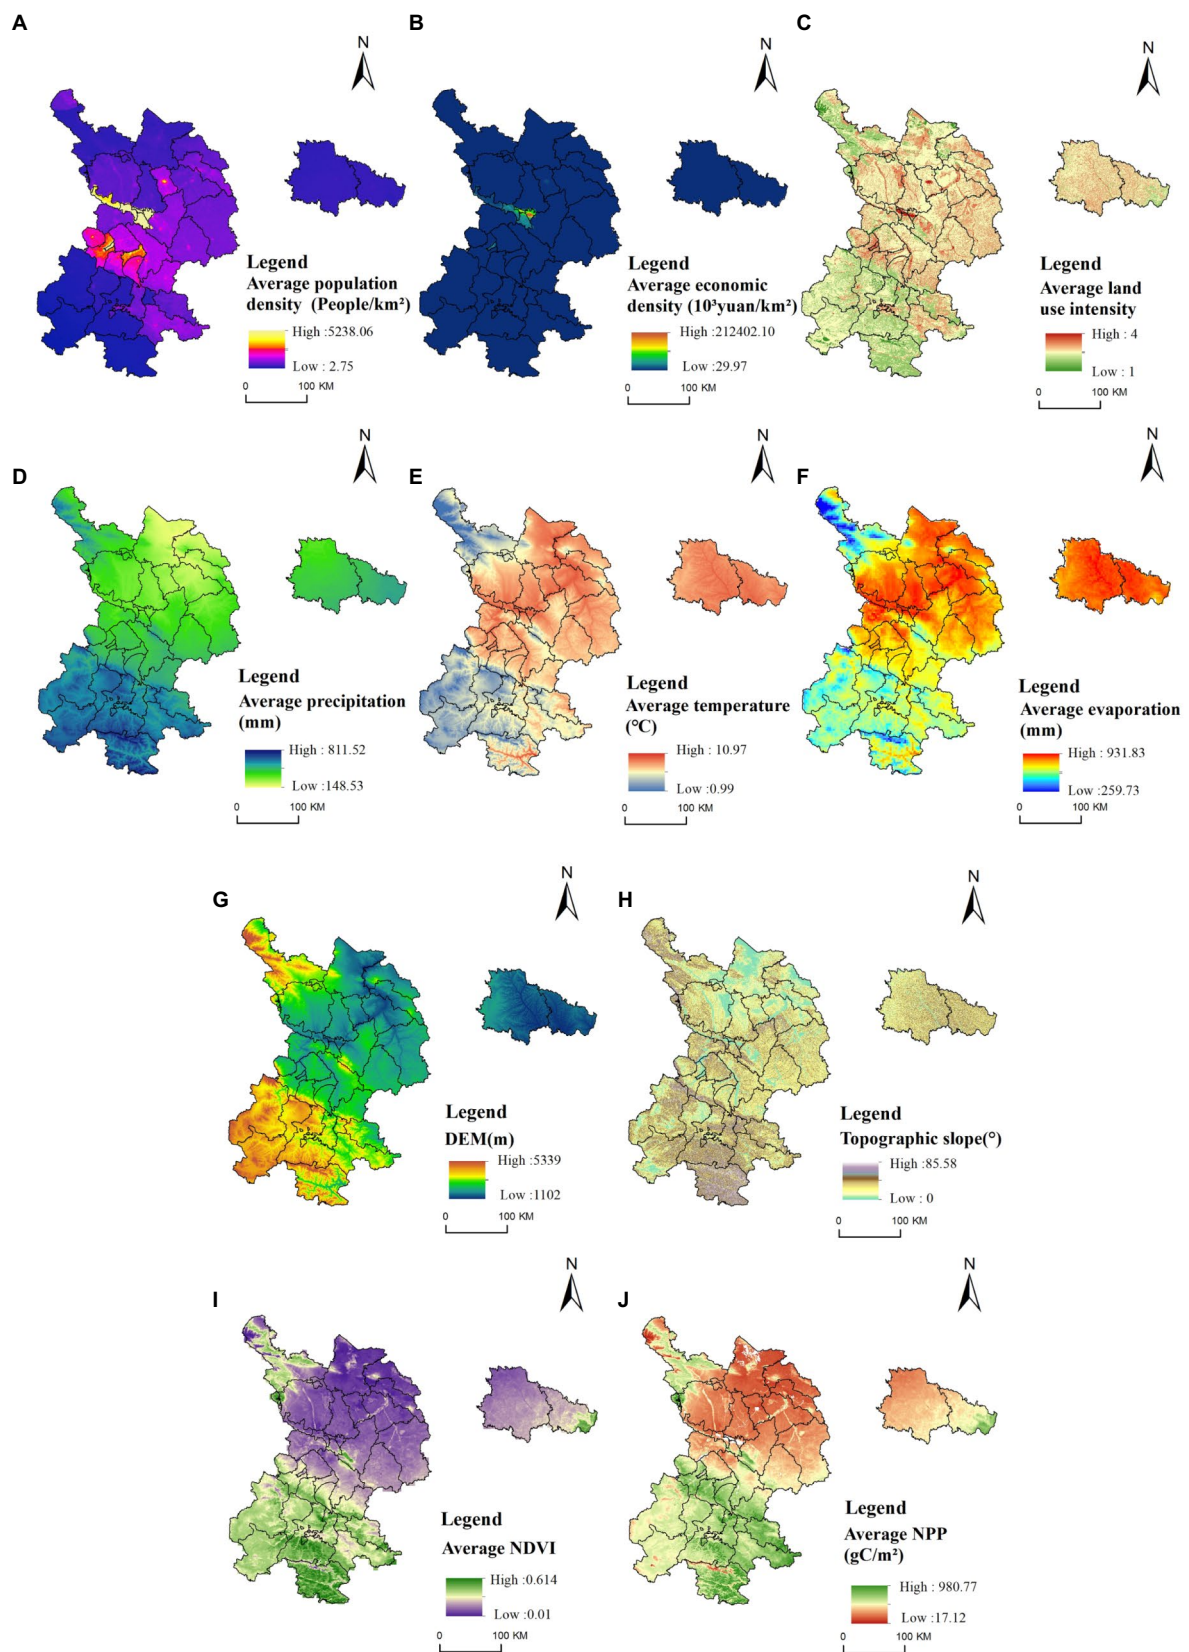 A
N
Legend
Average population
density (People/km²)
High :5238.06
Low : 2.75
0 100 KM
B
N
Legend
Average economic
density (10³yuan/km²)
High :212402.10
Low :29.97
0 100 KM
C
N
Legend
Average land
use intensity
High : 4
Low : 1
0 100 KM
D
N
Legend
Average precipitation
(mm)
High : 811.52
Low :148.53
0 100 KM
E
N
Legend
Average temperature
(°C)
High : 10.97
Low :0.99
0 100 KM
F
N
Legend
Average evaporation
(mm)
High :931.83
Low :259.73
0 100 KM
G
N
Legend
DEM(m)
High :5339
Low :1102
0 100 KM
H
N
Legend
Topographic slope(°)
High :85.58
Low : 0
0 100 KM
I
N
Legend
Average NDVI
High :0.614
Low :0.01
0 100 KM
J
N
Legend
Average NPP
(gC/m²)
High : 980.77
Low :17.12
0 100 KM